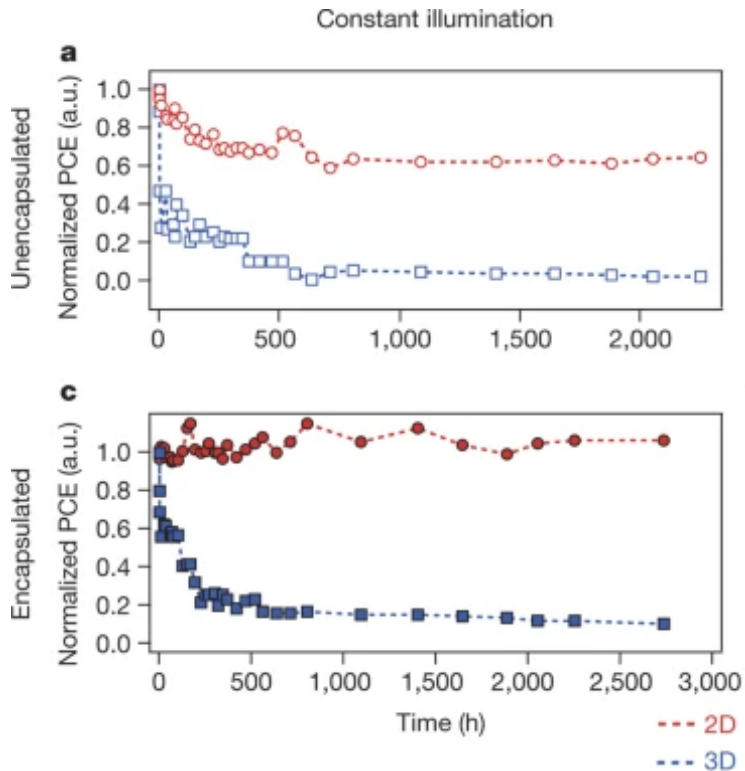 Constant illumination
a
Unencapsulated
Normalized PCE (a.u.)
1.0
0.8
0.6
0.4
0.2
0.0
0 500 1,000 1,500 2,000
c
Encapsulated
Normalized PCE (a.u.)
1.0
0.8
0.6
0.4
0.2
0.0
0 500 1,000 1,500 2,000 2,500 3,000
Time (h)
2D
3D